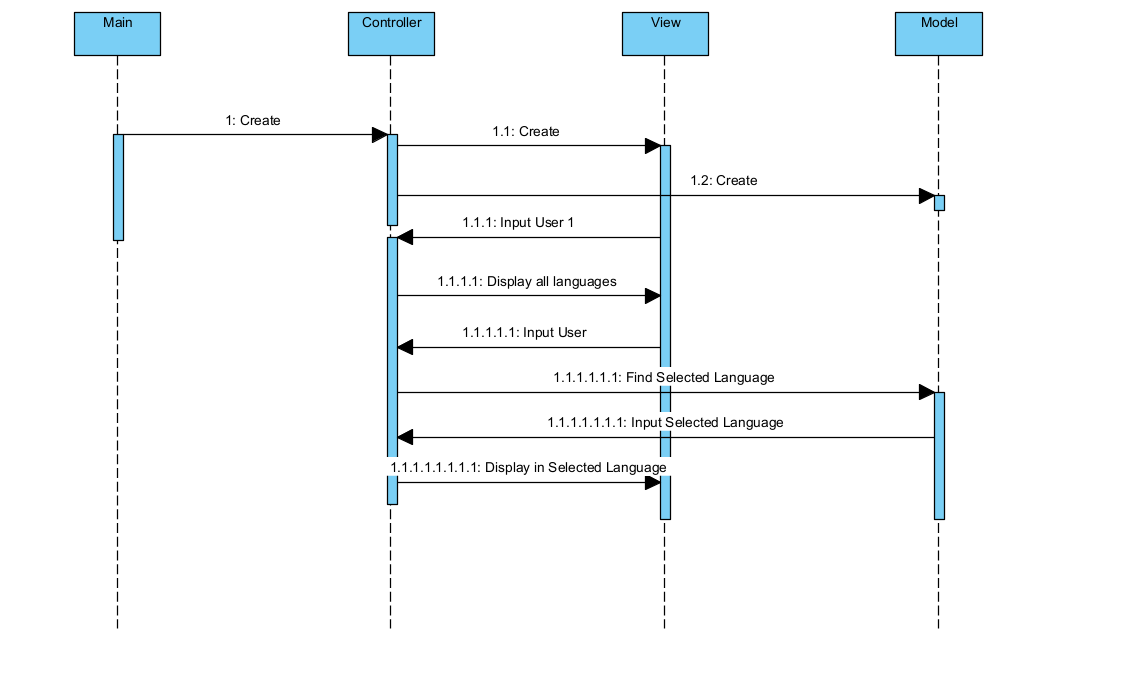 Main
Controller
View
Model
1: Create
1.1: Create
1.2: Create
1.1.1: Input User 1
1.1.1.1: Display all languages
1.1.1.1.1: Input User
1.1.1.1.1.1: Find Selected Language
1.1.1.1.1.1.1: Input Selected Language
1.1.1.1.1.1.1.1: Display in Selected Language